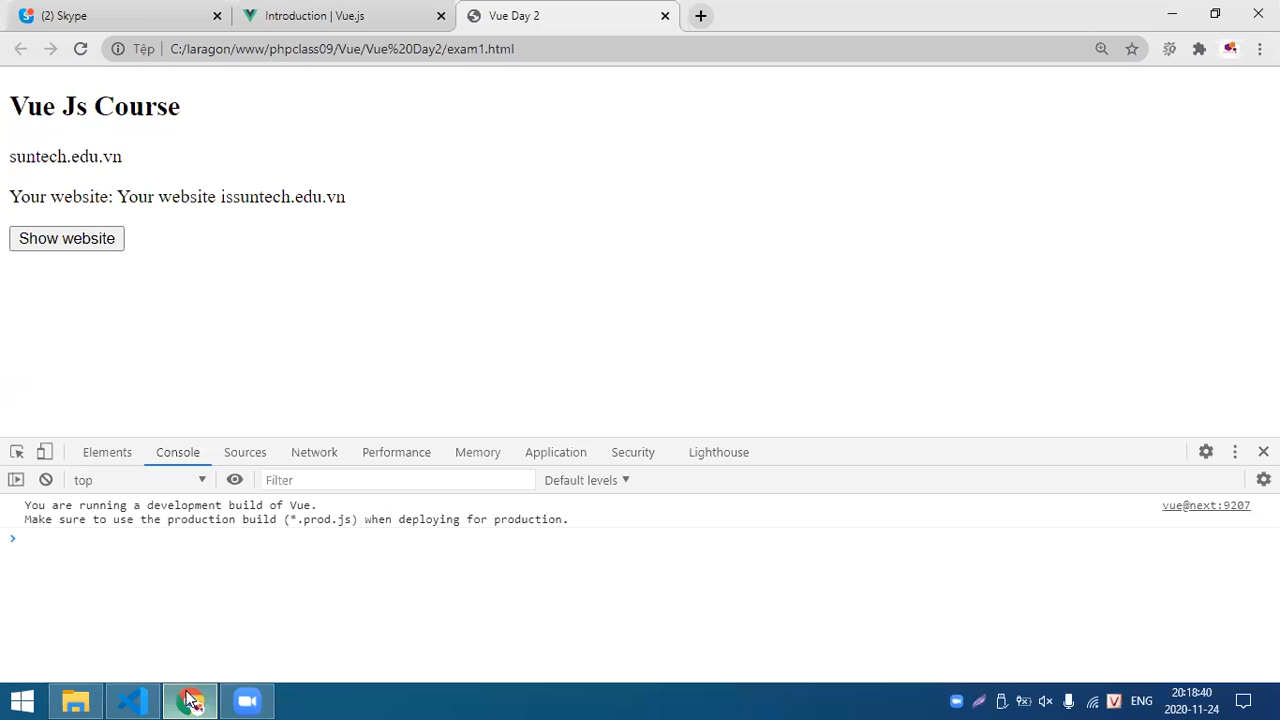 (2) Skype
Introduction | Vue.js
Vue Day 2
Tệp
C:/laragon/www/phpclass09/Vue/Vue%20Day2/exam1.html
Vue Js Course
suntech.edu.vn
Your website: Your website issuntech.edu.vn
Show website
Elements
Console
Sources
Network
Performance
Memory
Application
Security
Lighthouse
top
Filter
Default levels
You are running a development build of Vue.
vue@next:9207
Make sure to use the production build (*.prod.js) when deploying for production.
V
ENG
20:18:40
2020-11-24